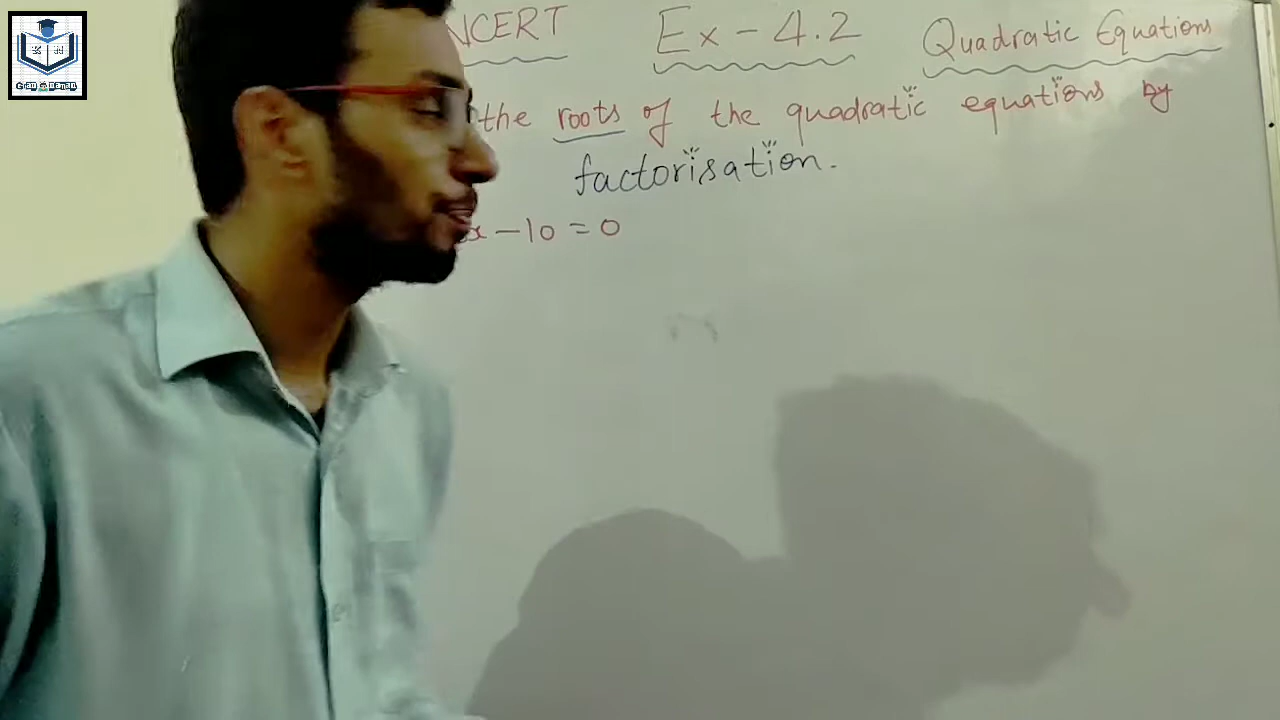 NCERT Ex - 4.2 Quadratic Equations
the roots of the quadratic equations by
factorisation.
x - 10 = 0